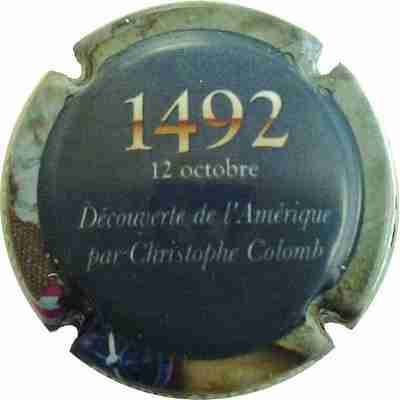 1492
12 octobre
Découverte de l'Amérique
par Christophe Colomb